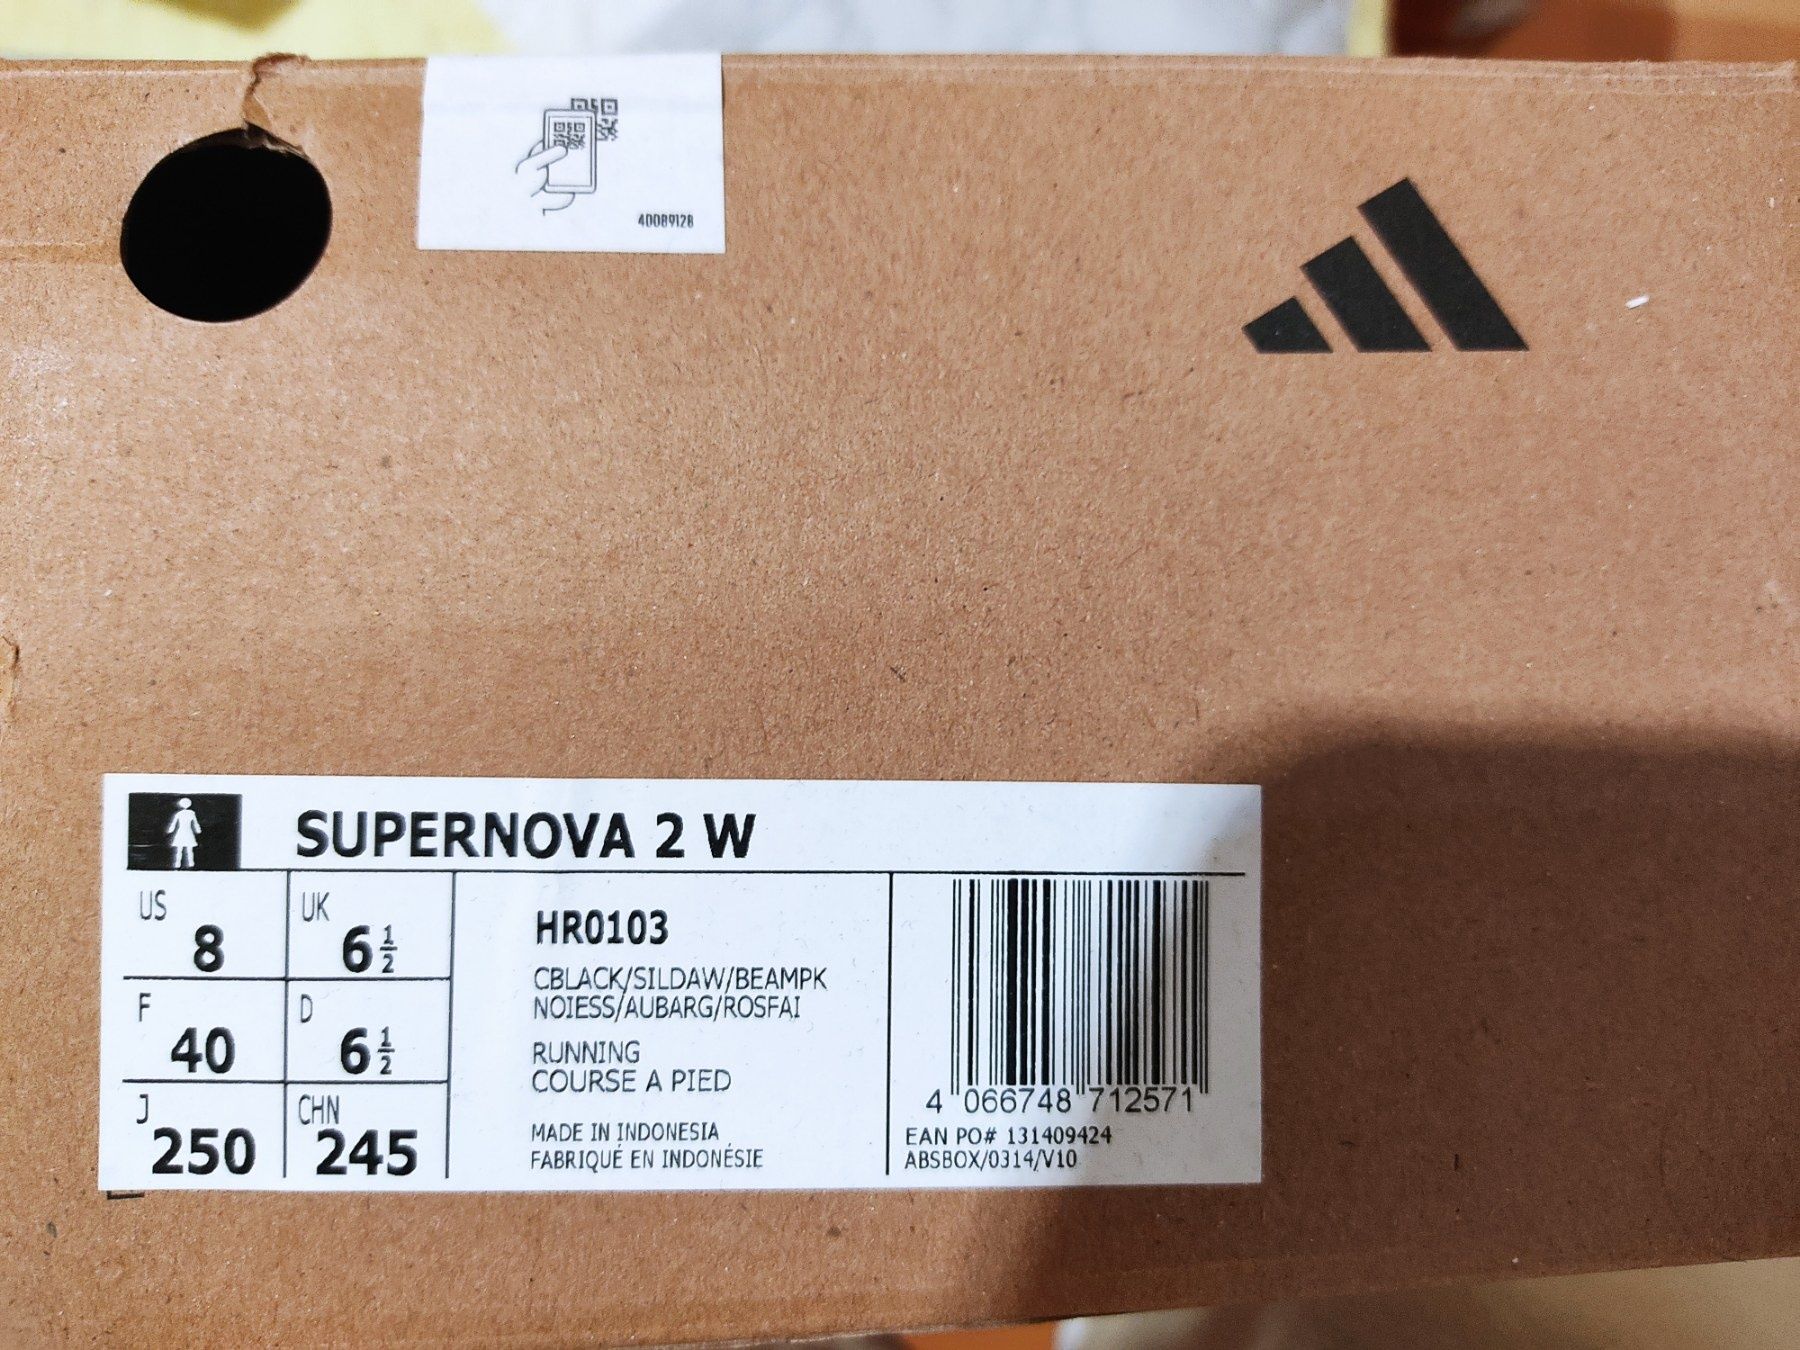 40089128
SUPERNOVA 2 W
US
8
UK
6 1/2
F
40
D
6 1/2
J
250
CHN
245
HR0103
CBLACK/SILDAW/BEAMPK
NOIESS/AUBARG/ROSFAI
RUNNING
COURSE A PIED
MADE IN INDONESIA
FABRIQUÉ EN INDONÉSIE
4 066748 712571
EAN PO# 131409424
ABSBOX/0314/V10